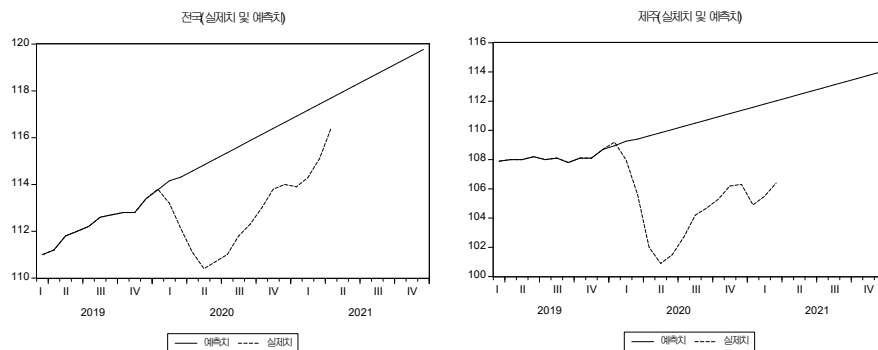 전국(실제치 및 예측치)
120
118
116
114
112
110
I II III IV I II III IV I II III IV
2019 2020 2021
예측치 실제치
제주(실체치 및 예측치)
116
114
112
110
108
106
104
102
100
I II III IV I II III IV I II III IV
2019 2020 2021
예측치 실제치